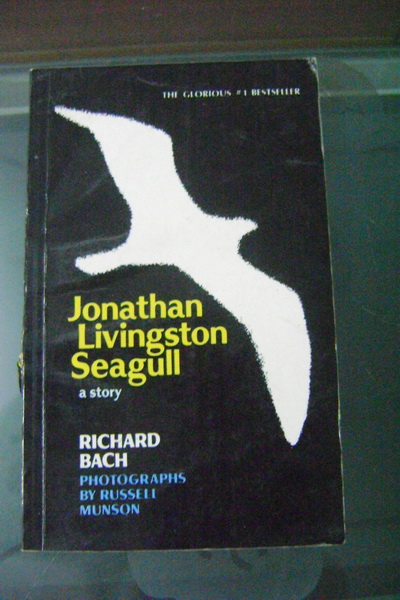 THE GLORIOUS #1 BESTSELLER
Jonathan
Livingston
Seagull
a story
RICHARD
BACH
PHOTOGRAPHS
BY RUSSELL
MUNSON